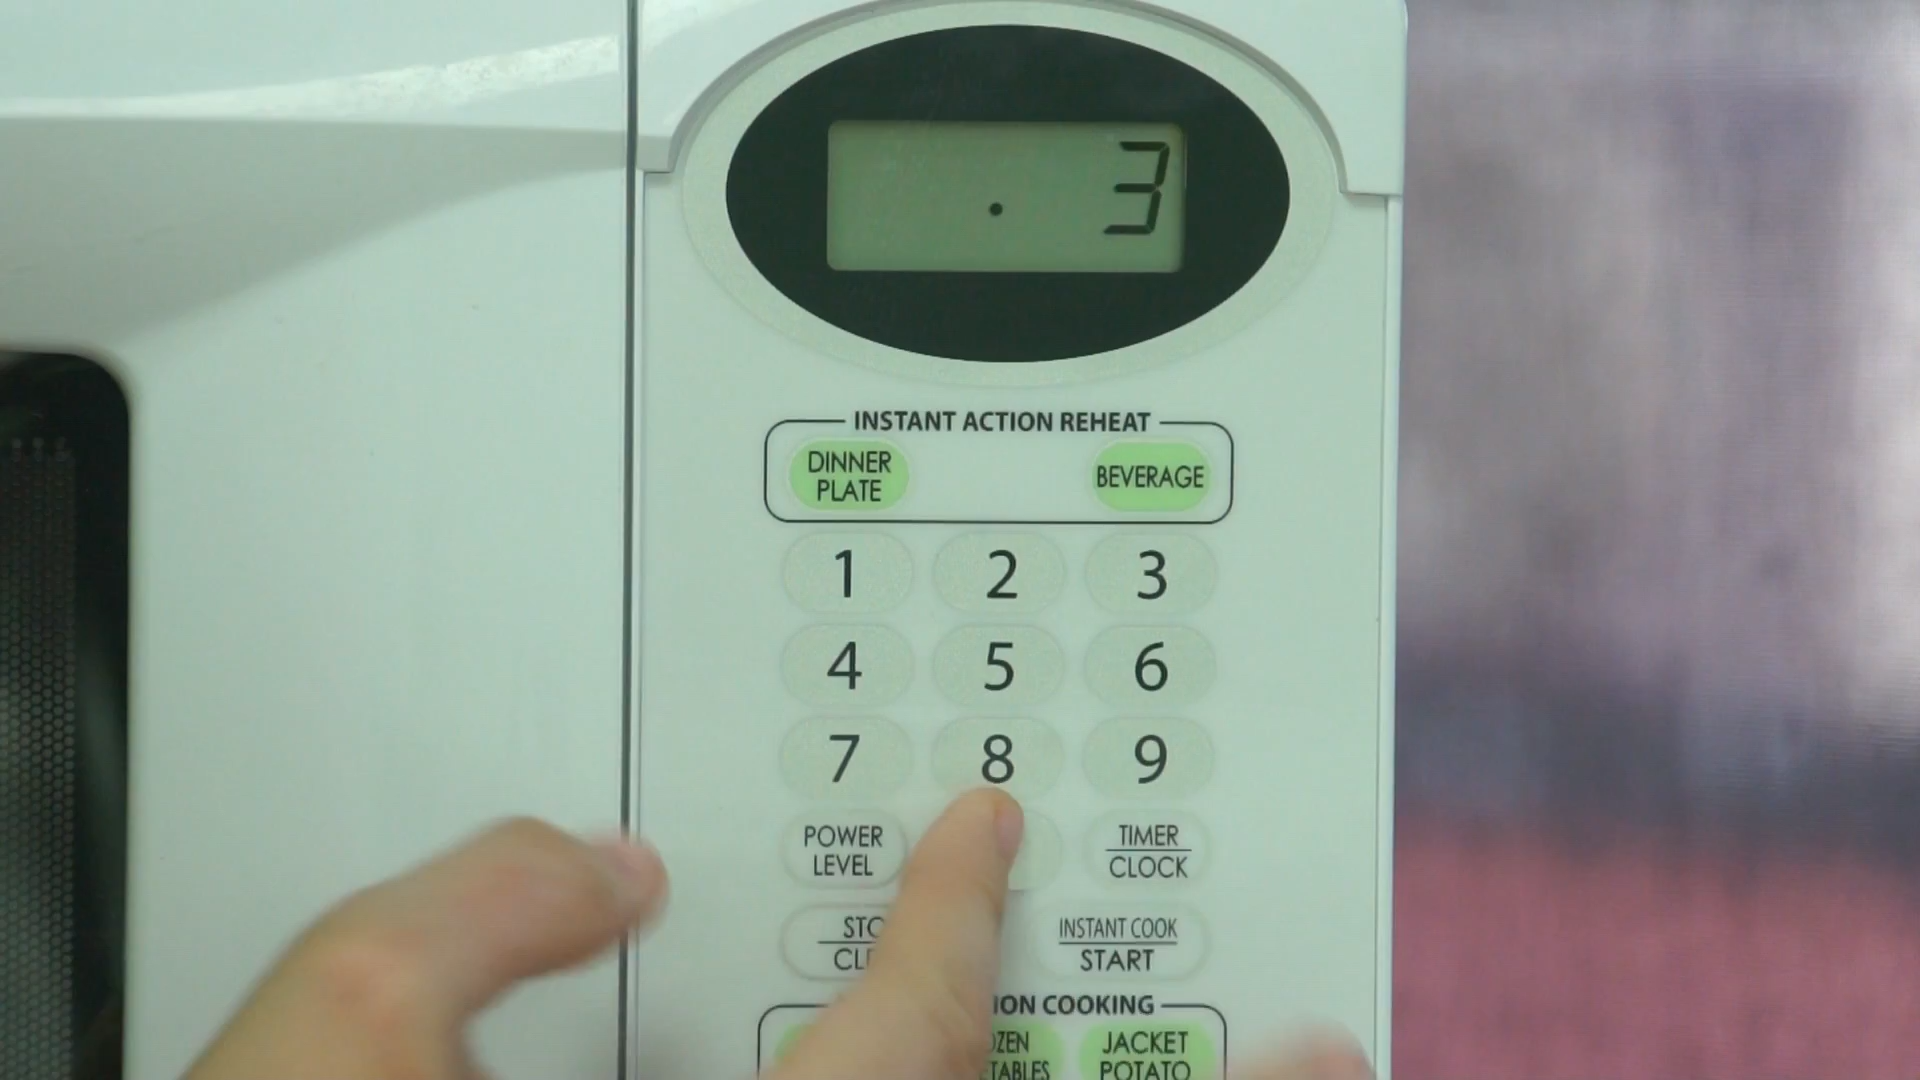 . 3
INSTANT ACTION REHEAT
DINNER
PLATE
BEVERAGE
1 2 3
4 5 6
7 8 9
POWER
LEVEL
TIMER
CLOCK
INSTANT COOK
START
COOKING
JACKET
POTATO